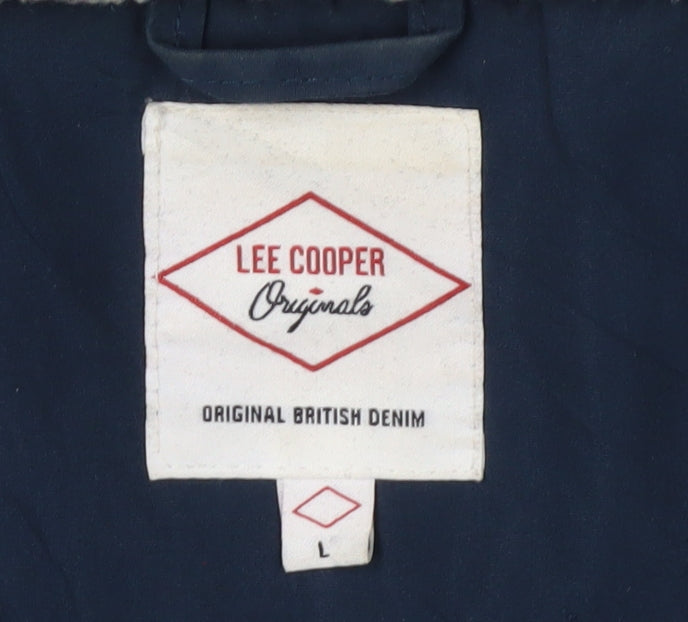 LEE COOPER
Originals
ORIGINAL BRITISH DENIM
L